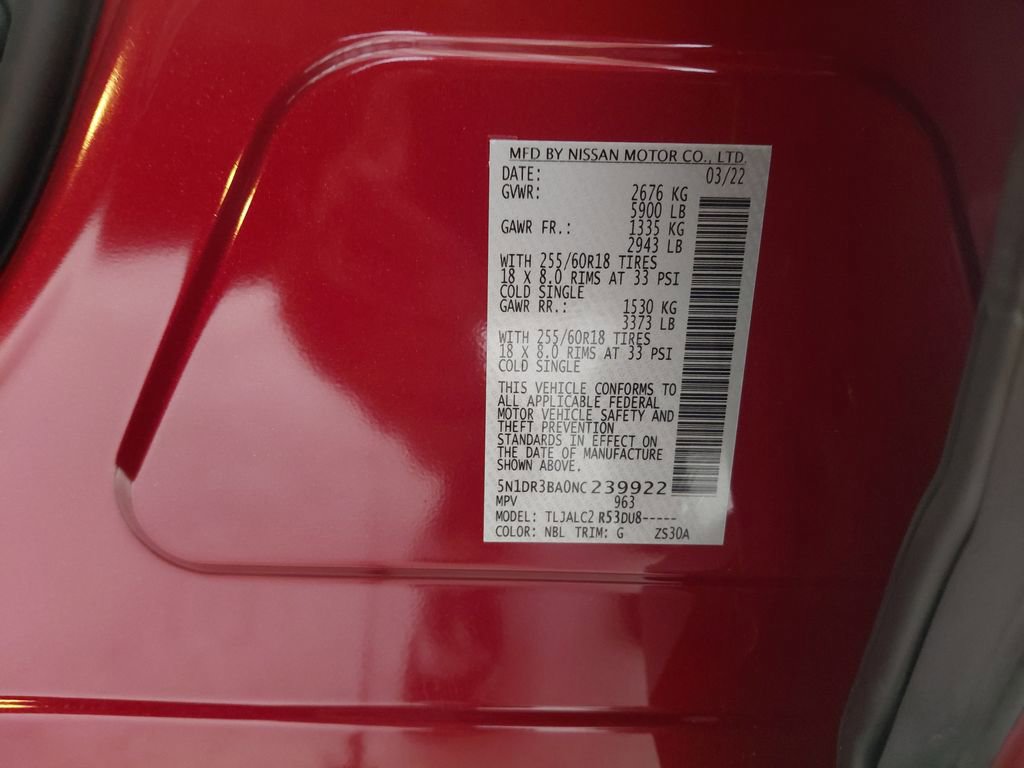 MFD BY NISSAN MOTOR CO., LTD.
DATE: 03/22
GVWR: 2676 KG
5900 LB
GAWR FR.: 1335 KG
2943 LB
WITH 255/60R18 TIRES
18 X 8.0 RIMS AT 33 PSI
COLD SINGLE
GAWR RR.: 1530 KG
3373 LB
WITH 255/60R18 TIRES
18 X 8.0 RIMS AT 33 PSI
COLD SINGLE
THIS VEHICLE CONFORMS TO
ALL APPLICABLE FEDERAL
MOTOR VEHICLE SAFETY AND
THEFT PREVENTION
STANDARDS IN EFFECT ON
THE DATE OF MANUFACTURE
SHOWN ABOVE.
5N1DR3BA0NC239922
MPV 963
MODEL: TLJALC2 R53DU8-----
COLOR: NBL TRIM: G ZS30A